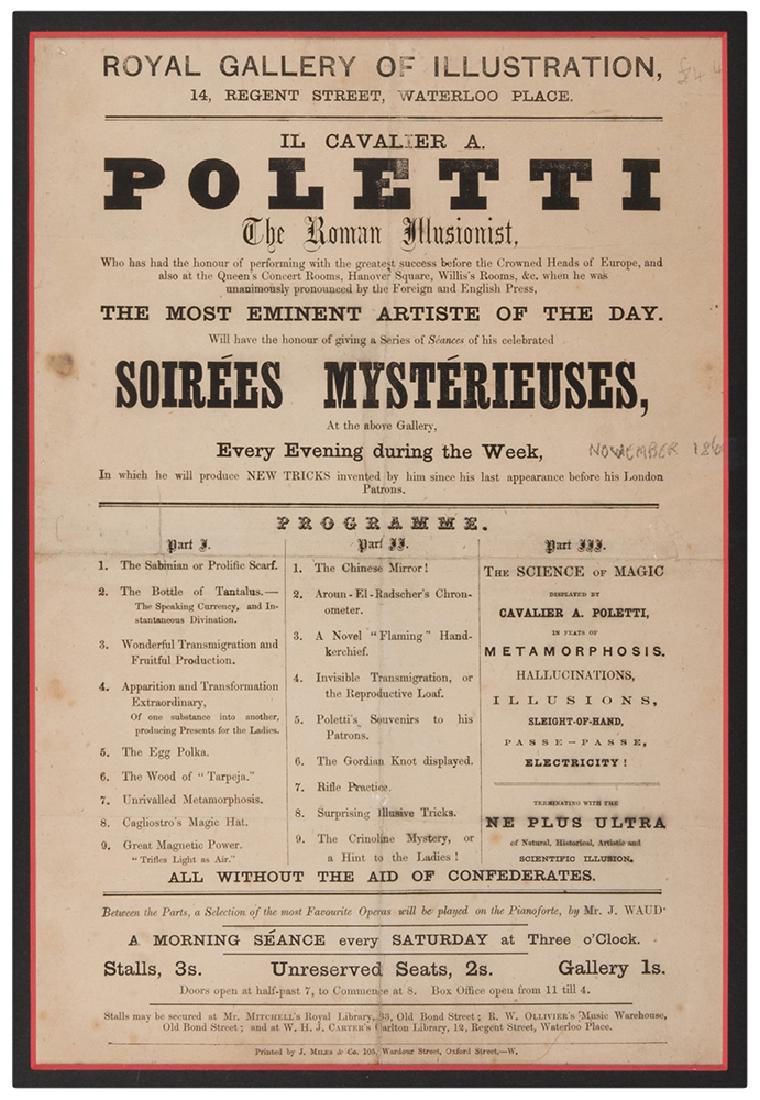 ROYAL GALLERY OF ILLUSTRATION,
14, REGENT STREET, WATERLOO PLACE.
IL CAVALIER A.
POLETTI
The Roman Illusionist,
Who has had the honour of performing with the greatest success before the Crowned Heads of Europe, and
also at the Queen's Concert Rooms, Hanover Square, Willis's Rooms, &c. when he was
unanimously pronounced by the Foreign and English Press,
THE MOST EMINENT ARTISTE OF THE DAY.
Will have the honour of giving a Series of Séances of his celebrated
SOIRÉES MYSTÉRIEUSES,
At the above Gallery,
Every Evening during the Week,
NOVEMBER
In which he will produce NEW TRICKS invented by him since his last appearance before his London
Patrons.
PROGRAMME.
Part I.
1. The Sabinian or Prolific Scarf.
2. The Bottle of Tantalus.—
The Speaking Currency, and In-
stantaneous Divination.
3. Wonderful Transmigration and
Fruitful Production.
4. Apparition and Transformation
Extraordinary,
Of one substance into another,
producing Presents for the Ladies.
5. The Egg Polka.
6. The Wood of "Tarpeja."
7. Unrivalled Metamorphosis.
8. Cagliostro's Magic Hat.
9. Great Magnetic Power.
"Trifles Light as Air."
Part II.
1. The Chinese Mirror!
2. Aroun-El-Radscher's Chron-
ometer.
3. A Novel "Flaming" Hand-
kerchief.
4. Invisible Transmigration, or
the Reproductive Loaf.
5. Poletti's Souvenirs to his
Patrons.
6. The Gordian Knot displayed.
7. Rifle Practice.
8. Surprising Illusive Tricks.
9. The Crinoline Mystery, or
a Hint to the Ladies!
Part III.
THE SCIENCE OF MAGIC
DISPLAYED BY
CAVALIER A. POLETTI,
IN FEATS OF
METAMORPHOSIS,
HALLUCINATIONS,
ILLUSIONS,
SLEIGHT-OF-HAND,
PASSE-PASSE,
ELECTRICITY!
TERMINATING WITH THE
NE PLUS ULTRA
of Natural, Historical, Artistic and
SCIENTIFIC ILLUSION.
ALL WITHOUT THE AID OF CONFEDERATES.
Between the Parts, a Selection of the most Favourite Operas will be played on the Pianoforte, by Mr. J. WAUD
A MORNING SÉANCE every SATURDAY at Three o'Clock.
Stalls, 3s. Unreserved Seats, 2s. Gallery 1s.
Doors open at half-past 7, to Commence at 8. Box Office open from 11 till 4.
Stalls may be secured at Mr. MITCHELL'S Royal Library, 33, Old Bond Street; R. W. OLLIVIER'S Music Warehouse,
Old Bond Street; and at W. H. J. CARTER'S Carlton Library, 12, Regent Street, Waterloo Place.
Printed by J. MILES & Co. 105, Wardour Street, Oxford Street,—W.